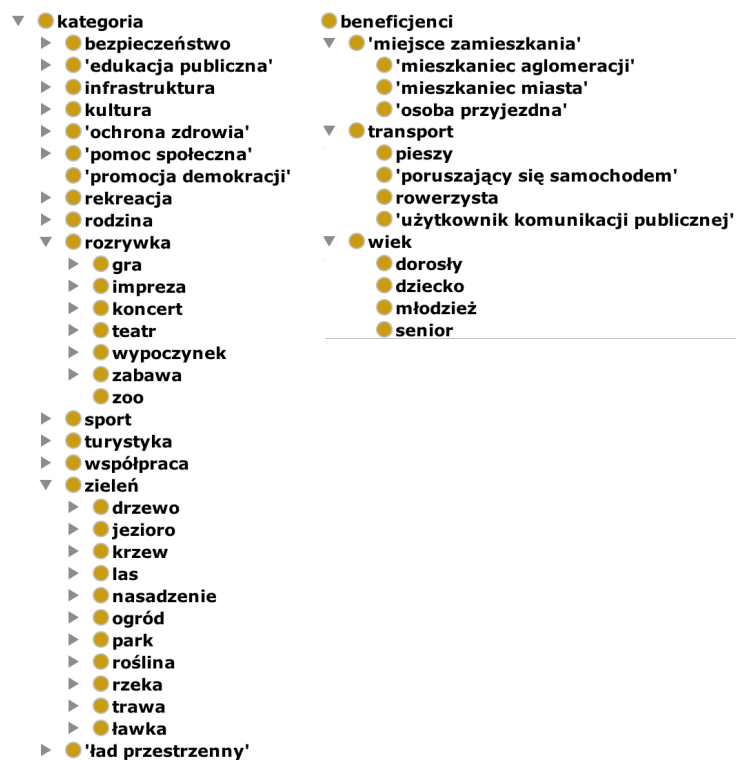 kategoria
bezpieczeństwo
'edukacja publiczna'
infrastruktura
kultura
'ochrona zdrowia'
'pomoc społeczna'
'promocja demokracji'
rekreacja
rodzina
rozrywka
gra
impreza
koncert
teatr
wypoczynek
zabawa
zoo
sport
turystyka
współpraca
zieleń
drzewo
jezioro
krzew
las
nasadzenie
ogród
park
roślina
rzeka
trawa
ławka
'ład przestrzenny'
beneficjenci
'miejsce zamieszkania'
'mieszkaniec aglomeracji'
'mieszkaniec miasta'
'osoba przyjezdna'
transport
pieszy
'poruszający się samochodem'
rowerzysta
'użytkownik komunikacji publicznej'
wiek
dorosły
dziecko
młodzież
senior